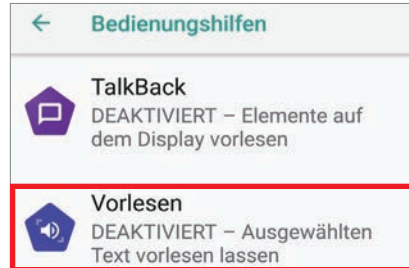 Bedienungshilfen
TalkBack
DEAKTIVIERT – Elemente auf
dem Display vorlesen
Vorlesen
DEAKTIVIERT – Ausgewählten
Text vorlesen lassen